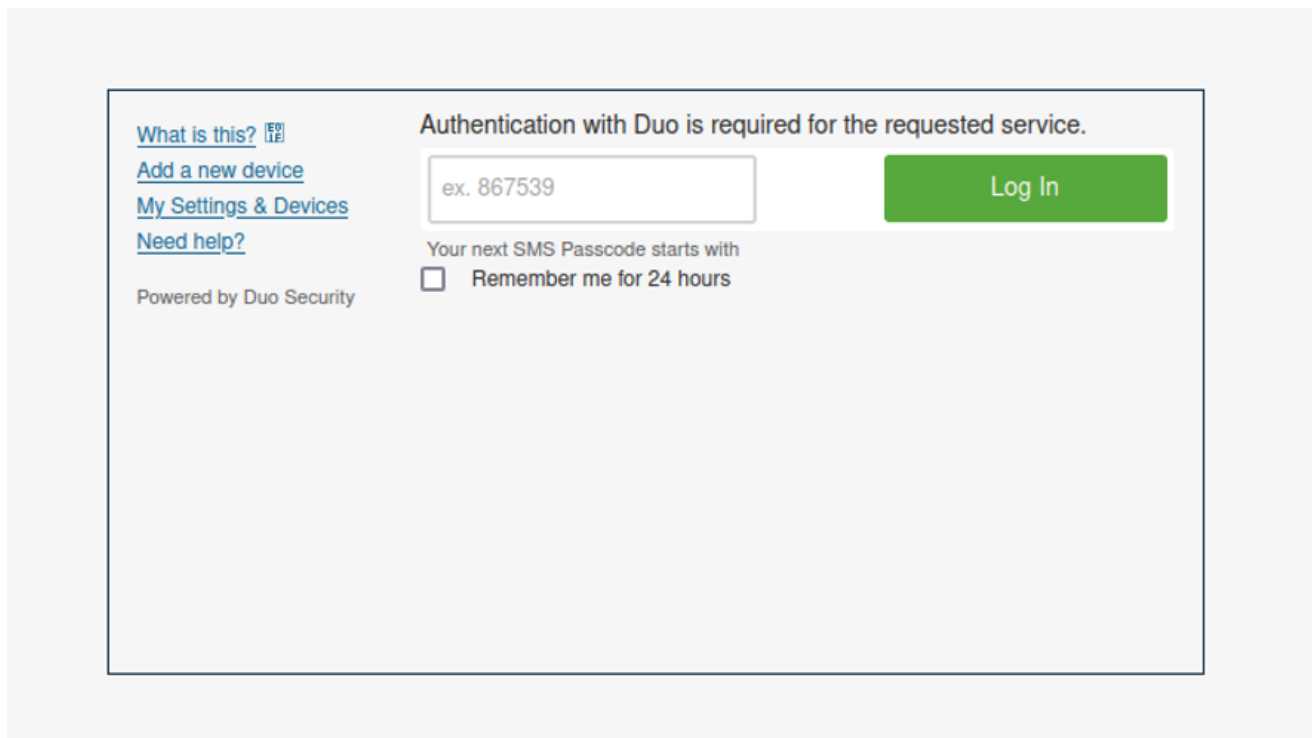 What is this?
Add a new device
My Settings & Devices
Need help?
Powered by Duo Security
Authentication with Duo is required for the requested service.
ex. 867539
Log In
Your next SMS Passcode starts with
Remember me for 24 hours